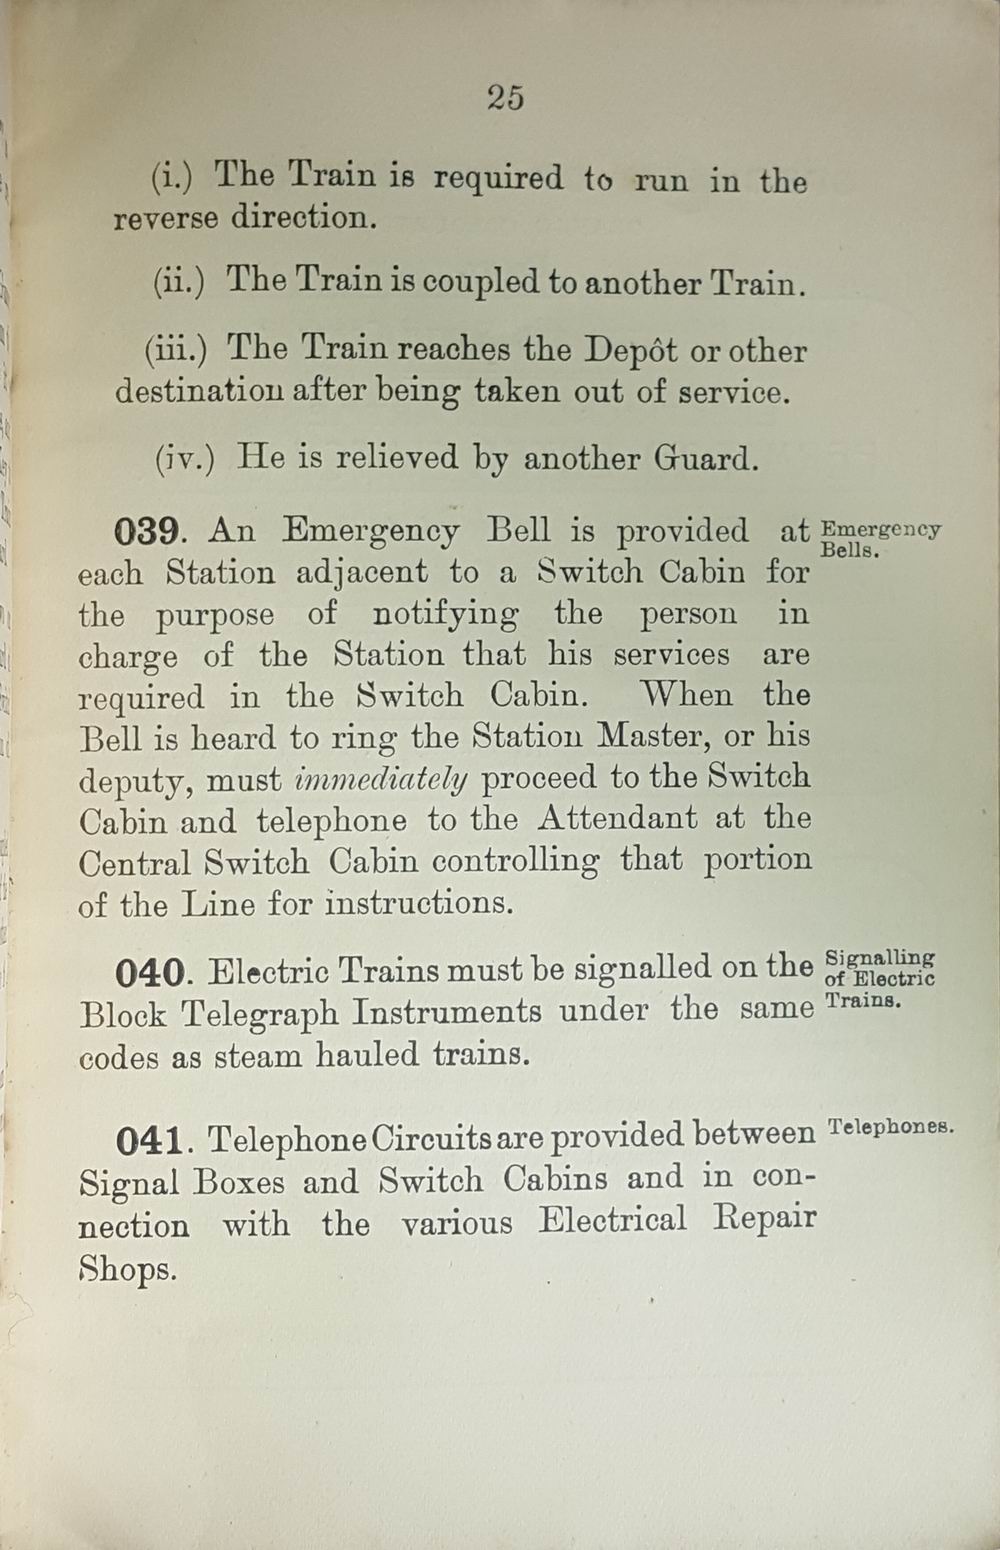 25
(i.) The Train is required to run in the
reverse direction.
(ii.) The Train is coupled to another Train.
(iii.) The Train reaches the Depôt or other
destination after being taken out of service.
(iv.) He is relieved by another Guard.
039. An Emergency Bell is provided at
Emergency
Bells.
each Station adjacent to a Switch Cabin for
the purpose of notifying the person in
charge of the Station that his services are
required in the Switch Cabin. When the
Bell is heard to ring the Station Master, or his
deputy, must immediately proceed to the Switch
Cabin and telephone to the Attendant at the
Central Switch Cabin controlling that portion
of the Line for instructions.
040. Electric Trains must be signalled on the
Signalling
of Electric
Trains.
Block Telegraph Instruments under the same
codes as steam hauled trains.
041. Telephone Circuits are provided between
Telephones.
Signal Boxes and Switch Cabins and in con-
nection with the various Electrical Repair
Shops.